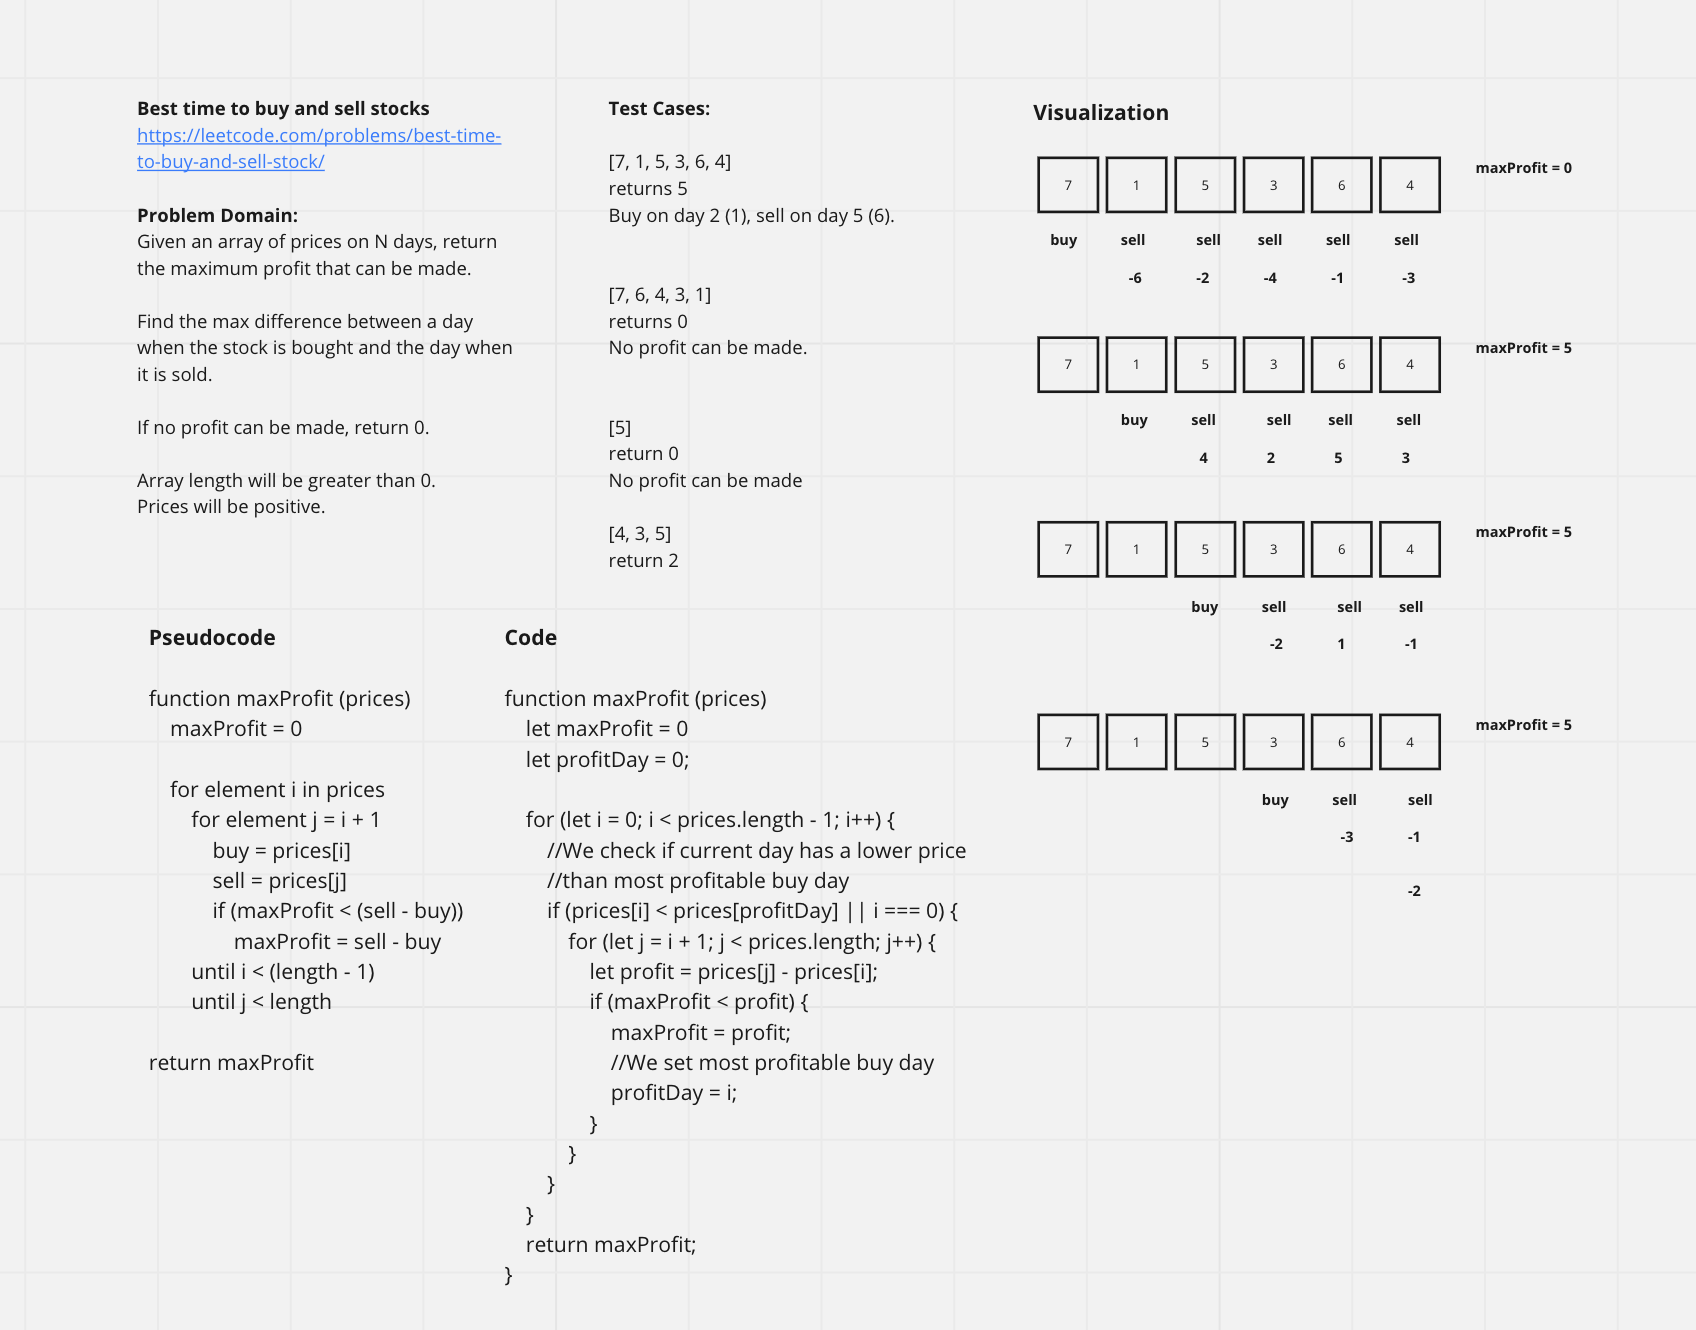 Best time to buy and sell stocks
https://leetcode.com/problems/best-time-
to-buy-and-sell-stock/
Problem Domain:
Given an array of prices on N days, return
the maximum profit that can be made.
Find the max difference between a day
when the stock is bought and the day when
it is sold.
If no profit can be made, return 0.
Array length will be greater than 0.
Prices will be positive.
Test Cases:
[7, 1, 5, 3, 6, 4]
returns 5
Buy on day 2 (1), sell on day 5 (6).
[7, 6, 4, 3, 1]
returns 0
No profit can be made.
[5]
return 0
No profit can be made
[4, 3, 5]
return 2
Visualization
7 1 5 3 6 4 maxProfit = 0
buy sell sell sell sell sell
-6 -2 -4 -1 -3
7 1 5 3 6 4 maxProfit = 5
buy sell sell sell sell
4 2 5 3
7 1 5 3 6 4 maxProfit = 5
buy sell sell sell
-2 1 -1
7 1 5 3 6 4 maxProfit = 5
buy sell sell
-3 -1
-2
Pseudocode
function maxProfit (prices)
maxProfit = 0
for element i in prices
for element j = i + 1
buy = prices[i]
sell = prices[j]
if (maxProfit < (sell - buy))
maxProfit = sell - buy
until i < (length - 1)
until j < length
return maxProfit
Code
function maxProfit (prices)
let maxProfit = 0
let profitDay = 0;
for (let i = 0; i < prices.length - 1; i++) {
//We check if current day has a lower price
//than most profitable buy day
if (prices[i] < prices[profitDay] || i === 0) {
for (let j = i + 1; j < prices.length; j++) {
let profit = prices[j] - prices[i];
if (maxProfit < profit) {
maxProfit = profit;
//We set most profitable buy day
profitDay = i;
}
}
}
}
return maxProfit;
}